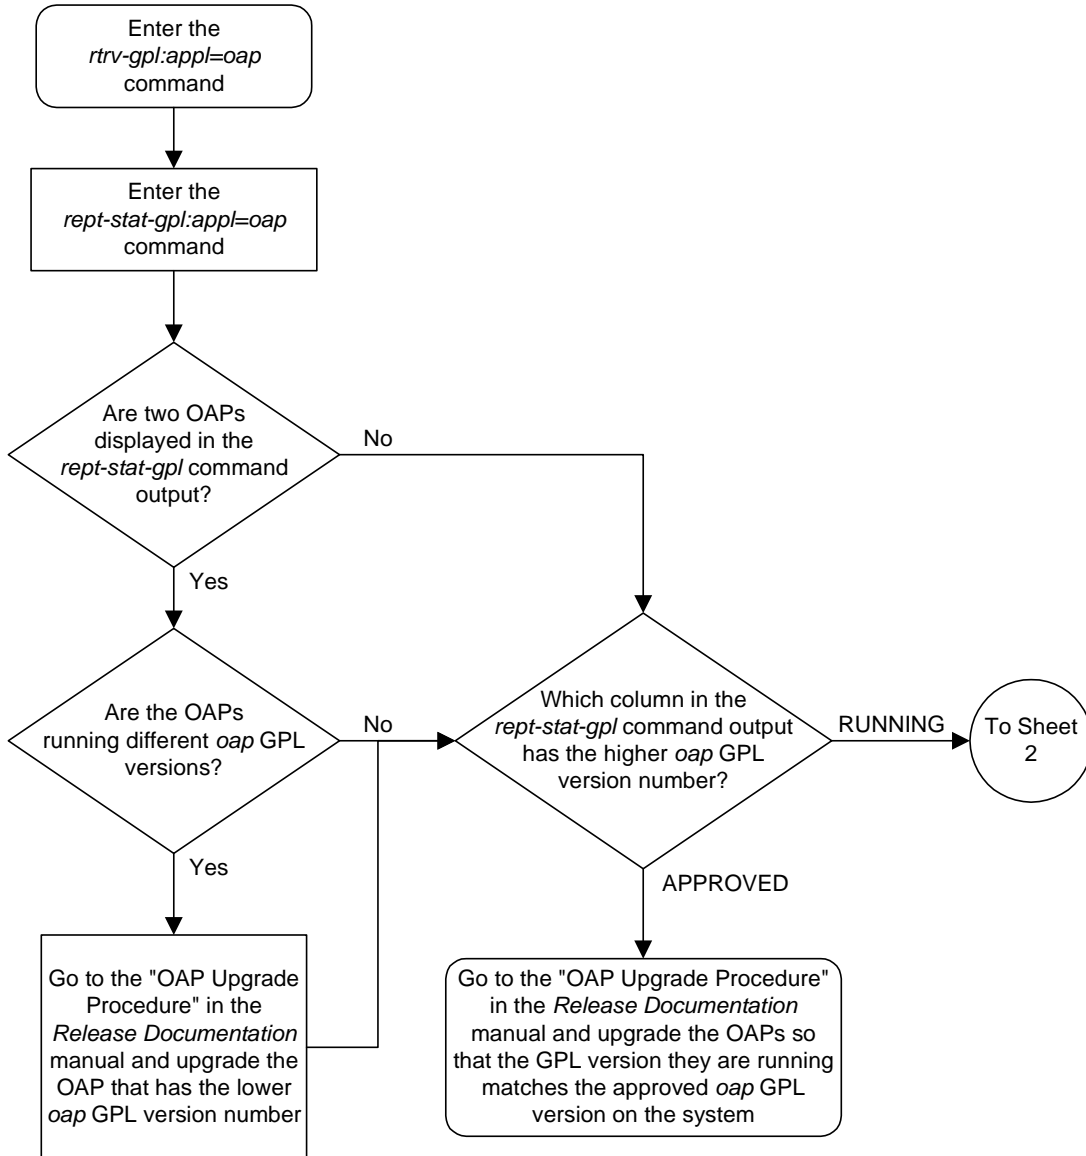 Enter the
rtrv-gpl:appl=oap
command
Enter the
rept-stat-gpl:appl=oap
command
Are two OAPs
displayed in the
rept-stat-gpl command
output?
No
Yes
Are the OAPs
running different oap GPL
versions?
No
Yes
Which column in the
rept-stat-gpl command output
has the higher oap GPL
version number?
RUNNING
To Sheet
2
APPROVED
Go to the "OAP Upgrade
Procedure" in the
Release Documentation
manual and upgrade the
OAP that has the lower
oap GPL version number
Go to the "OAP Upgrade Procedure"
in the Release Documentation
manual and upgrade the OAPs so
that the GPL version they are running
matches the approved oap GPL
version on the system